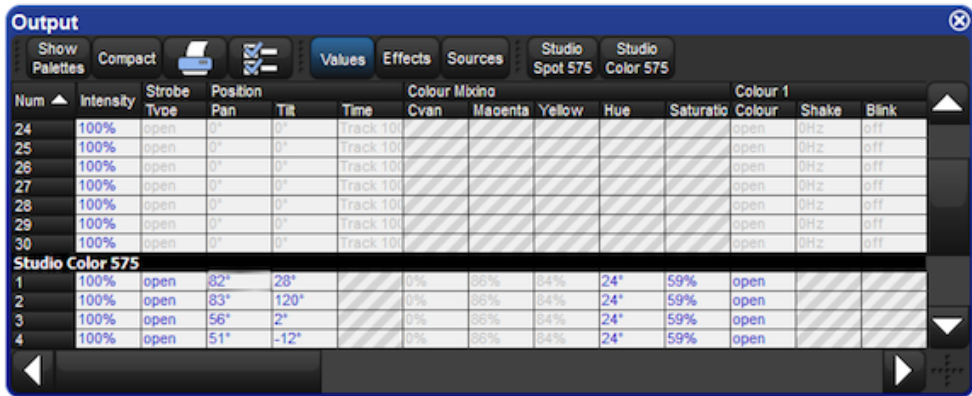 Output
Show Palettes Compact Values Effects Sources Studio Spot 575 Studio Color 575
Num Intensity Strobe Position Colour Mixing Colour 1
Type Pan Tilt Time Cyan Magenta Yellow Hue Saturatio Colour Shake Blink
24 100% open 0° 0° Track 100 open 0Hz off
25 100% open 0° 0° Track 100 open 0Hz off
26 100% open 0° 0° Track 100 open 0Hz off
27 100% open 0° 0° Track 100 open 0Hz off
28 100% open 0° 0° Track 100 open 0Hz off
29 100% open 0° 0° Track 100 open 0Hz off
30 100% open 0° 0° Track 100 open 0Hz off
Studio Color 575
1 100% open 82° 28° 0% 86% 84% 24° 59% open
2 100% open 83° 120° 0% 86% 84% 24° 59% open
3 100% open 56° 2° 0% 86% 84% 24° 59% open
4 100% open 51° -12° 0% 86% 84% 24° 59% open